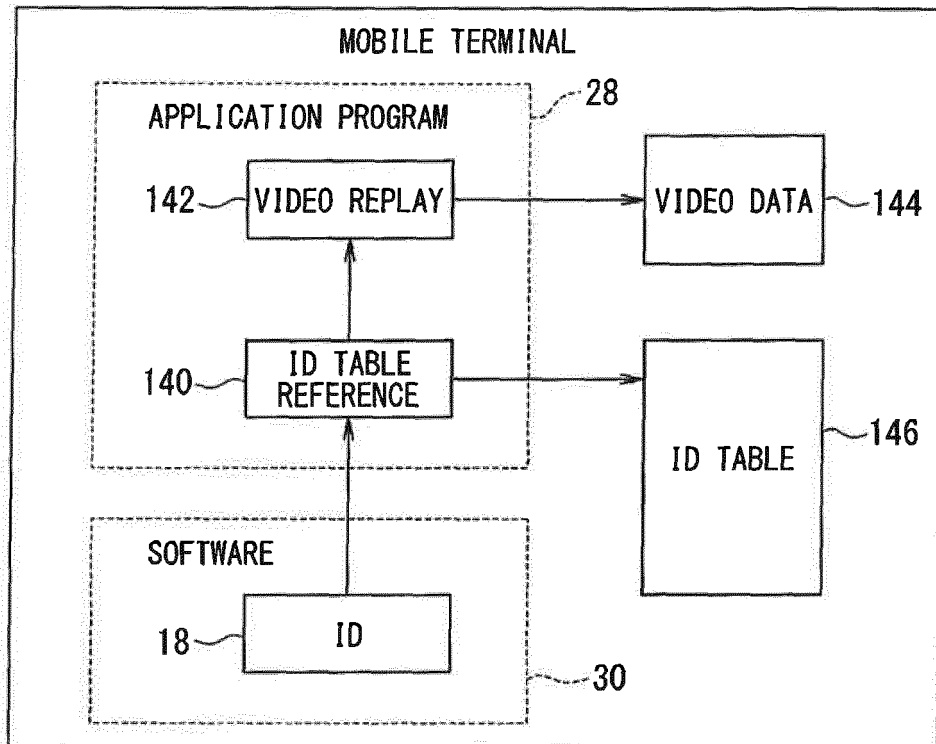 MOBILE TERMINAL
28
APPLICATION PROGRAM
142
VIDEO REPLAY
VIDEO DATA
144
140
ID TABLE
REFERENCE
146
ID TABLE
SOFTWARE
18
ID
30